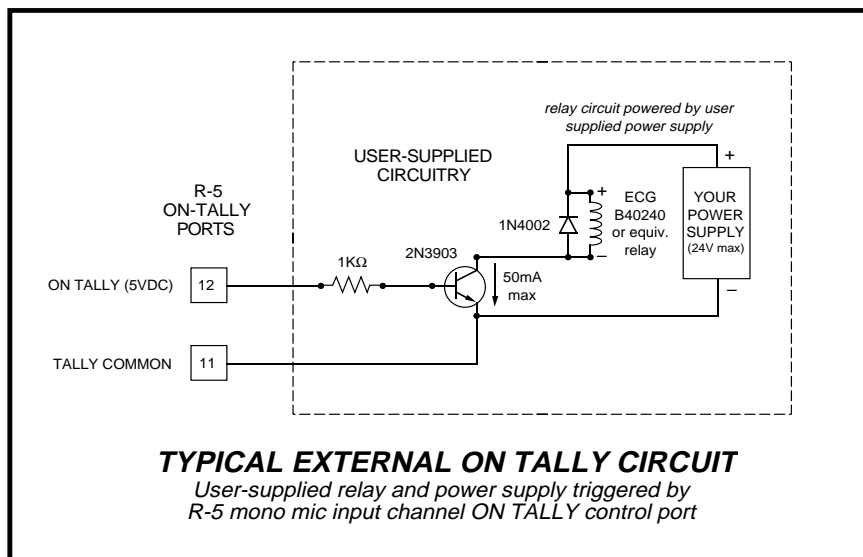 relay circuit powered by user
supplied power supply
USER-SUPPLIED
CIRCUITRY
R-5
ON-TALLY
PORTS
+
+
ECG
B40240
or equiv.
relay
YOUR
POWER
SUPPLY
(24V max)
1N4002
–
–
2N3903
1KΩ
50mA
max
ON TALLY (5VDC)
12
TALLY COMMON
11
TYPICAL EXTERNAL ON TALLY CIRCUIT
User-supplied relay and power supply triggered by
R-5 mono mic input channel ON TALLY control port